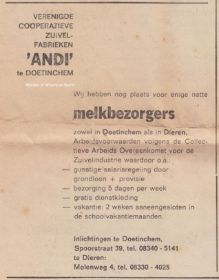 VERENIGDE
COOPERATIEVE
ZUIVEL-
FABRIEKEN
'ANDI'
te DOETINCHEM
Wij hebben nog plaats voor enige nette
melkbezorgers
zowel in Doetinchem als in Dieren.
Arbeidsvoorwaarden volgens de Collec-
tieve Arbeids Overeenkomst voor de
Zuivelindustrie waardoor o.a.
— gunstige salarisregeling door
grondloon + provisie
— bezorging 5 dagen per week
— gratis dienstkleding
— vakantie: 2 weken aaneengesloten in
de schoolvakantiemaanden.
Inlichtingen te Doetinchem,
Spoorstraat 39, tel. 08340 - 5141
te Dieren:
Molenweg 4, tel. 08330 - 4025